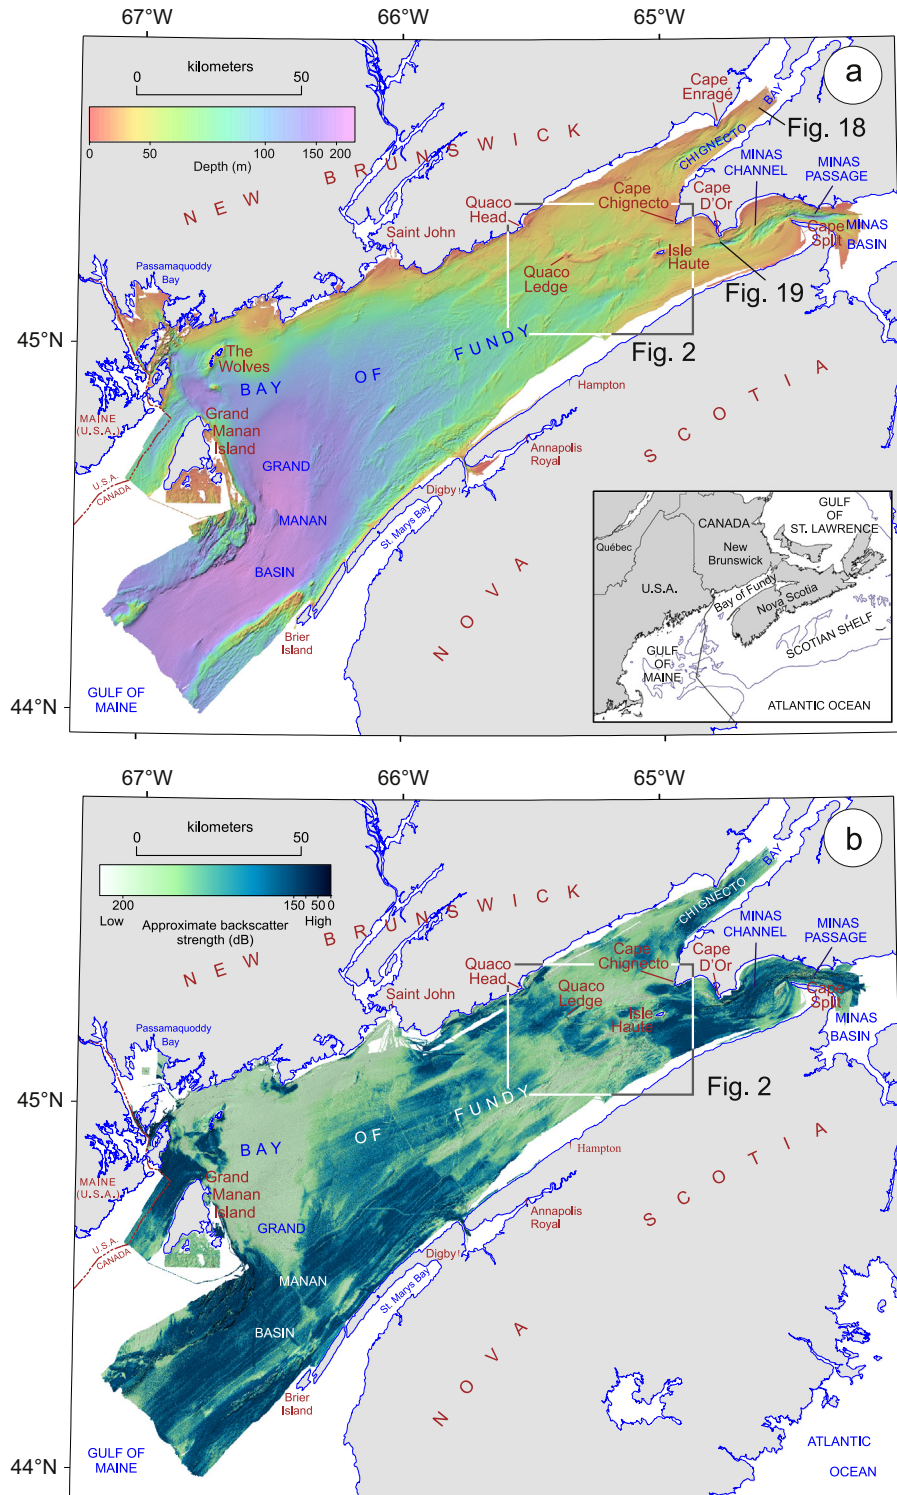 67°W
66°W
65°W
a
kilometers
0
50
0
50
100
150
200
Depth (m)
NEW BRUNSWICK
Cape
Enragé
CHIGNECTO BAY
Fig. 18
MINAS
CHANNEL
MINAS
PASSAGE
Cape
Chignecto
Cape
D'Or
Quaco
Head
Saint John
Cape
Split
MINAS
BASIN
Isle
Haute
Quaco
Ledge
Fig. 19
Passamaquoddy
Bay
45°N
The
Wolves
BAY OF FUNDY
Fig. 2
Hampton
MAINE
(U.S.A.)
Grand
Manan
Island
U.S.A.
CANADA
GRAND
MANAN
BASIN
Annapolis
Royal
Digby
St. Marys Bay
NOVA SCOTIA
Brier
Island
44°N
GULF OF
MAINE
GULF
OF
ST. LAWRENCE
CANADA
Québec
New
Brunswick
U.S.A.
Bay of Fundy
Nova Scotia
SCOTIAN SHELF
GULF
OF
MAINE
ATLANTIC OCEAN
67°W
66°W
65°W
b
kilometers
0
50
200
150
50
0
Low
Approximate backscatter
strength (dB)
High
NEW BRUNSWICK
CHIGNECTO BAY
MINAS
CHANNEL
MINAS
PASSAGE
Cape
Chignecto
Cape
D'Or
Quaco
Head
Saint John
Quaco
Ledge
Isle
Haute
Cape
Split
MINAS
BASIN
Passamaquoddy
Bay
45°N
Fig. 2
BAY OF FUNDY
Hampton
MAINE
(U.S.A.)
Grand
Manan
Island
U.S.A.
CANADA
GRAND
MANAN
BASIN
Annapolis
Royal
Digby
St. Marys Bay
NOVA SCOTIA
Brier
Island
44°N
GULF OF
MAINE
ATLANTIC
OCEAN